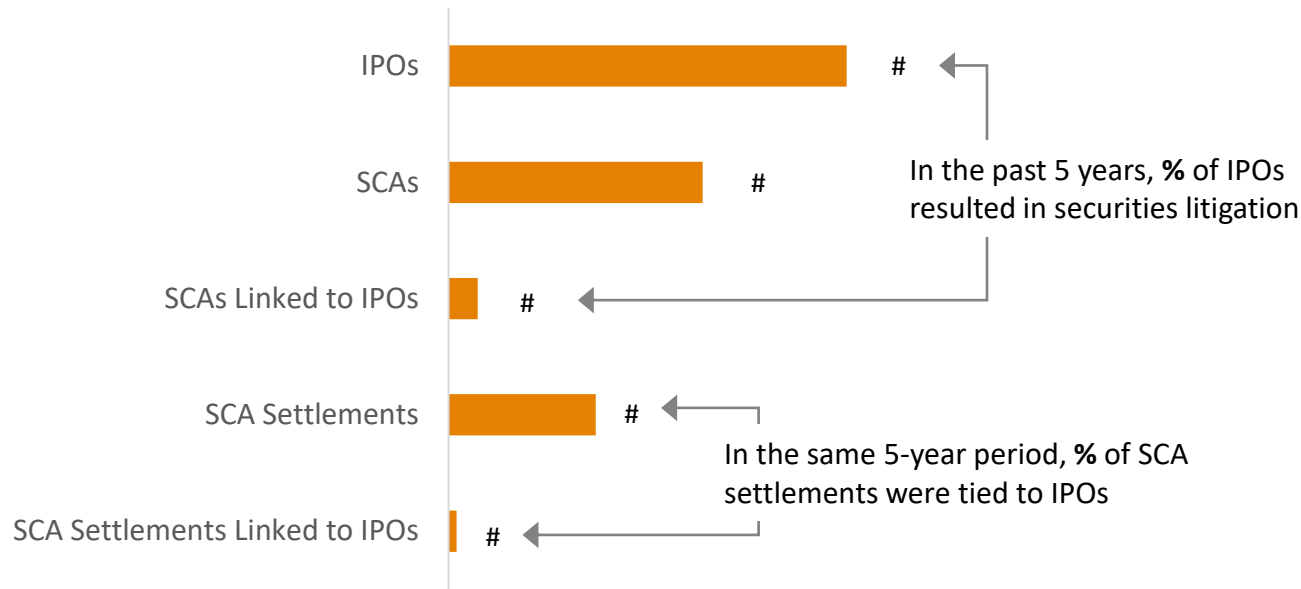 IPOs #
SCAs #
In the past 5 years, % of IPOs
resulted in securities litigation
SCAs Linked to IPOs #
SCA Settlements #
In the same 5-year period, % of SCA
settlements were tied to IPOs
SCA Settlements Linked to IPOs #